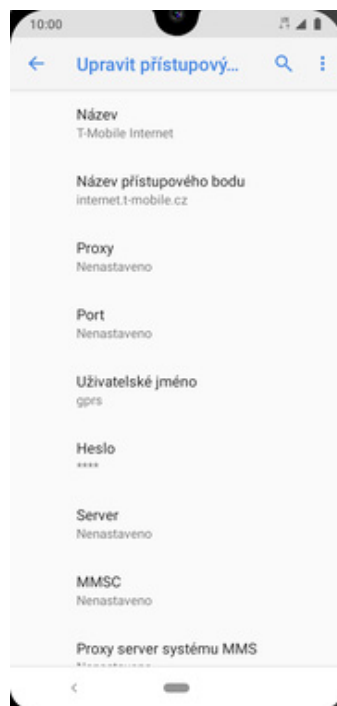 10:00
Upravit přístupový...
Název
T-Mobile Internet
Název přístupového bodu
internet.t-mobile.cz
Proxy
Nenastaveno
Port
Nenastaveno
Uživatelské jméno
gprs
Heslo
****
Server
Nenastaveno
MMSC
Nenastaveno
Proxy server systému MMS